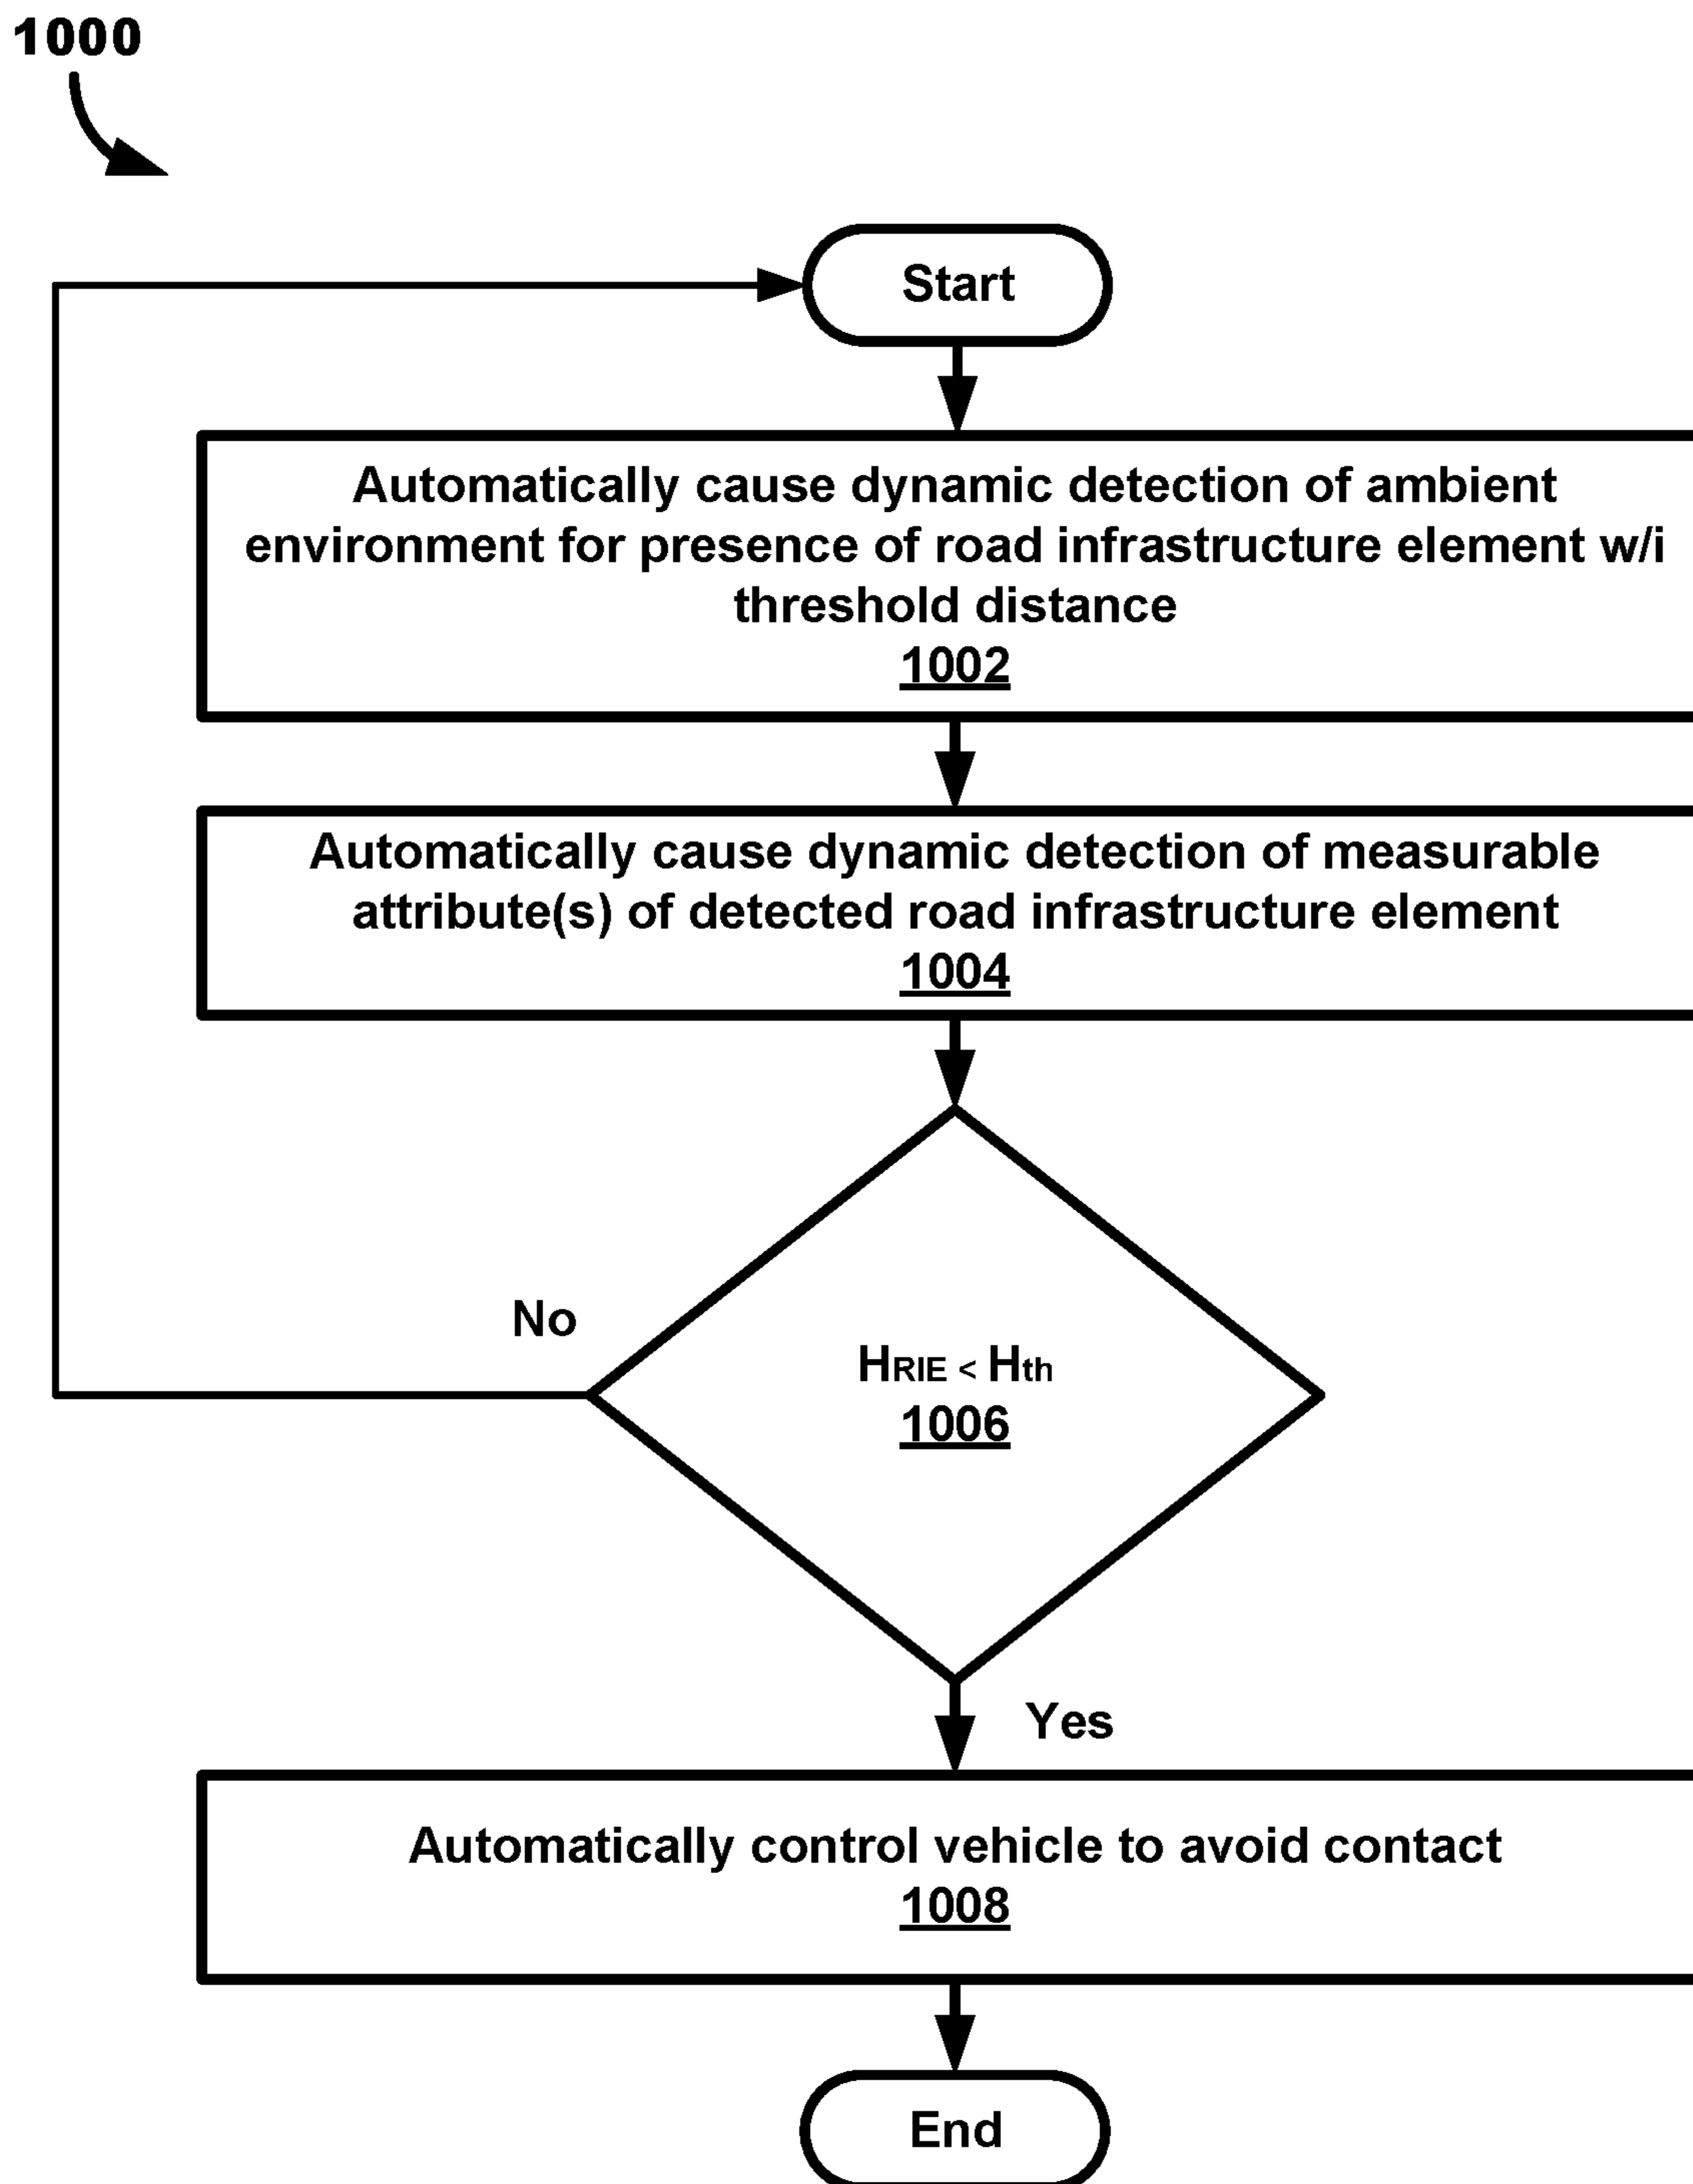 1000
Start
Automatically cause dynamic detection of ambient
environment for presence of road infrastructure element w/i
threshold distance
1002
Automatically cause dynamic detection of measurable
attribute(s) of detected road infrastructure element
1004
No
HRIE < Hth
1006
Yes
Automatically control vehicle to avoid contact
1008
End